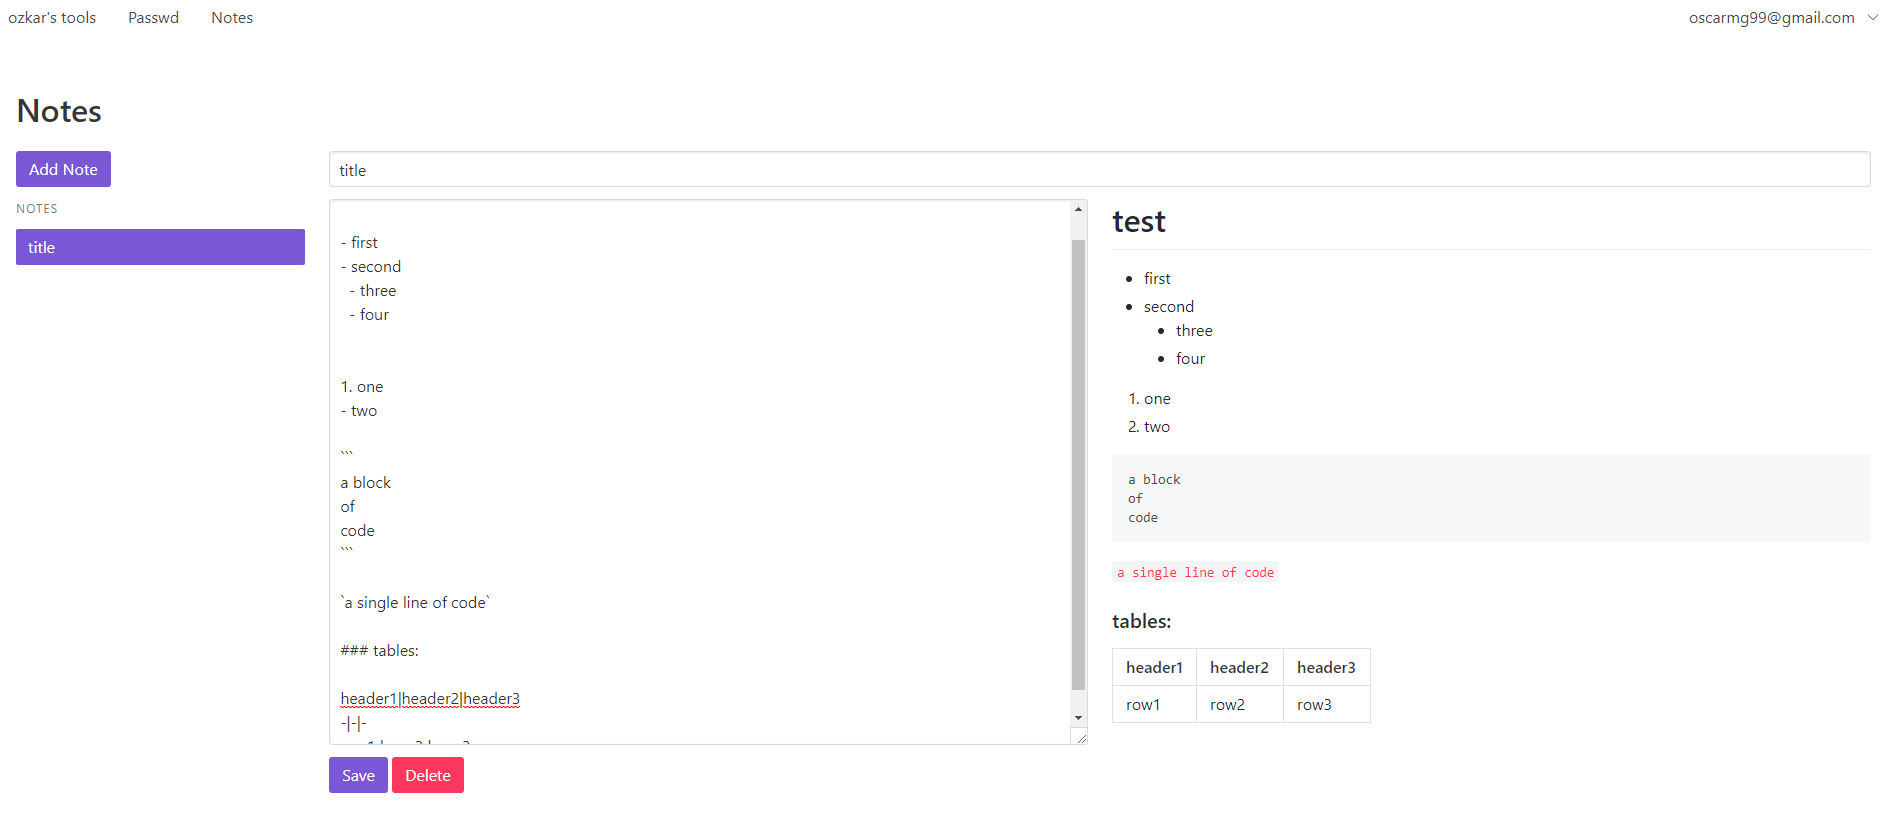 ozkar's tools Passwd Notes oscarmg99@gmail.com
Notes
Add Note
NOTES
title
title
- first
- second
- three
- four
1. one
- two
```
a block
of
code
```
`a single line of code`
### tables:
header1|header2|header3
-|-|-
Save Delete
test
first
second
three
four
1. one
2. two
a block
of
code
a single line of code
tables:
header1 header2 header3
row1 row2 row3